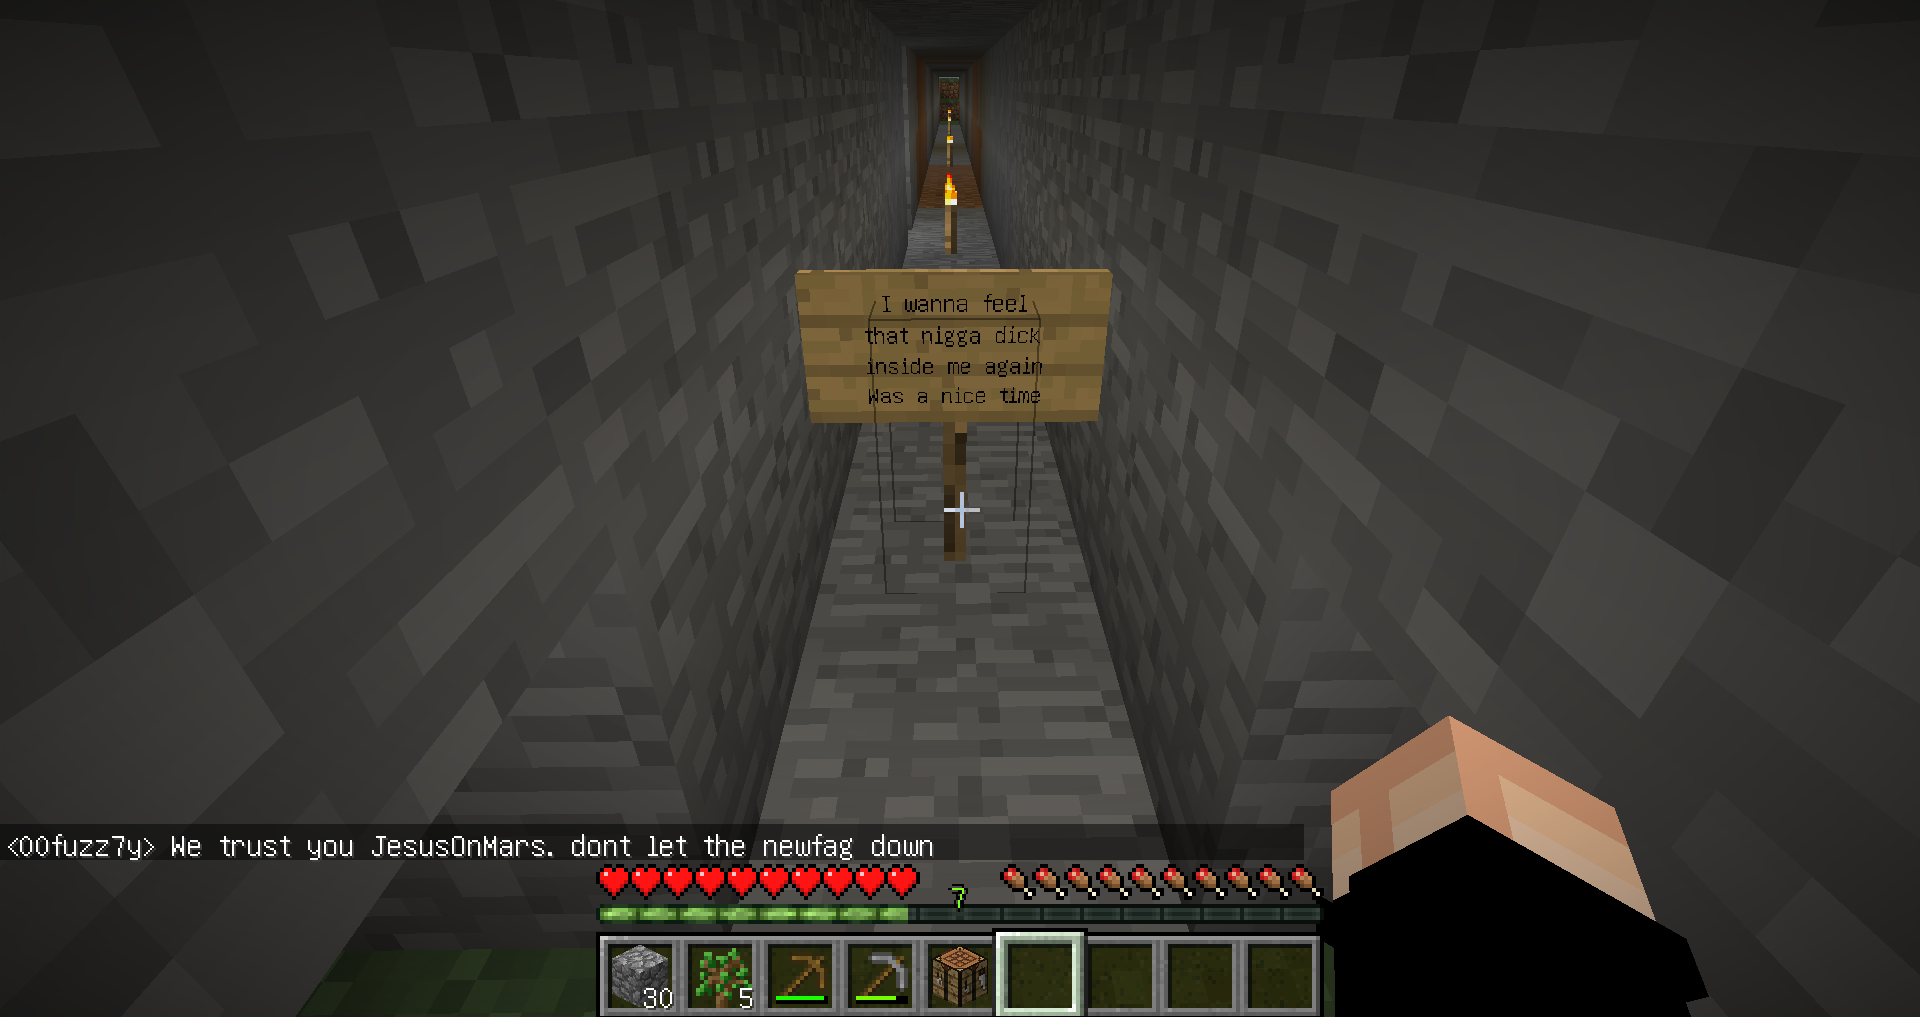 I wanna feel
that nigga dick
inside me again
Was a nice time
<00fuzz7y> We trust you JesusOnMars. dont let the newfag down
7
30
5